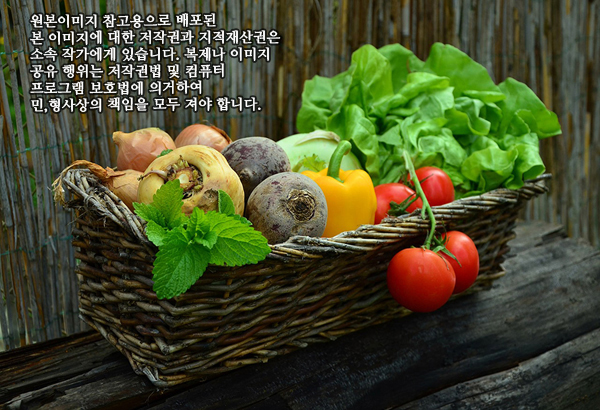 원본이미지 참고용으로 배포된
본 이미지에 대한 저작권과 지적재산권은
소속 작가에게 있습니다. 복제나 이미지
공유 행위는 저작권법 및 컴퓨터
프로그램 보호법에 의거하여
민,형사상의 책임을 모두 져야 합니다.